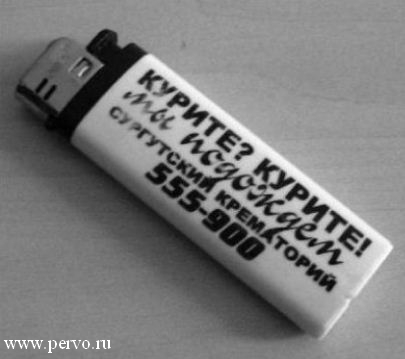 КУРИТЕ? КУРИТЕ!
мы подождем
СУРГУТСКИЙ КРЕМАТОРИЙ
555-900
www.pervo.ru